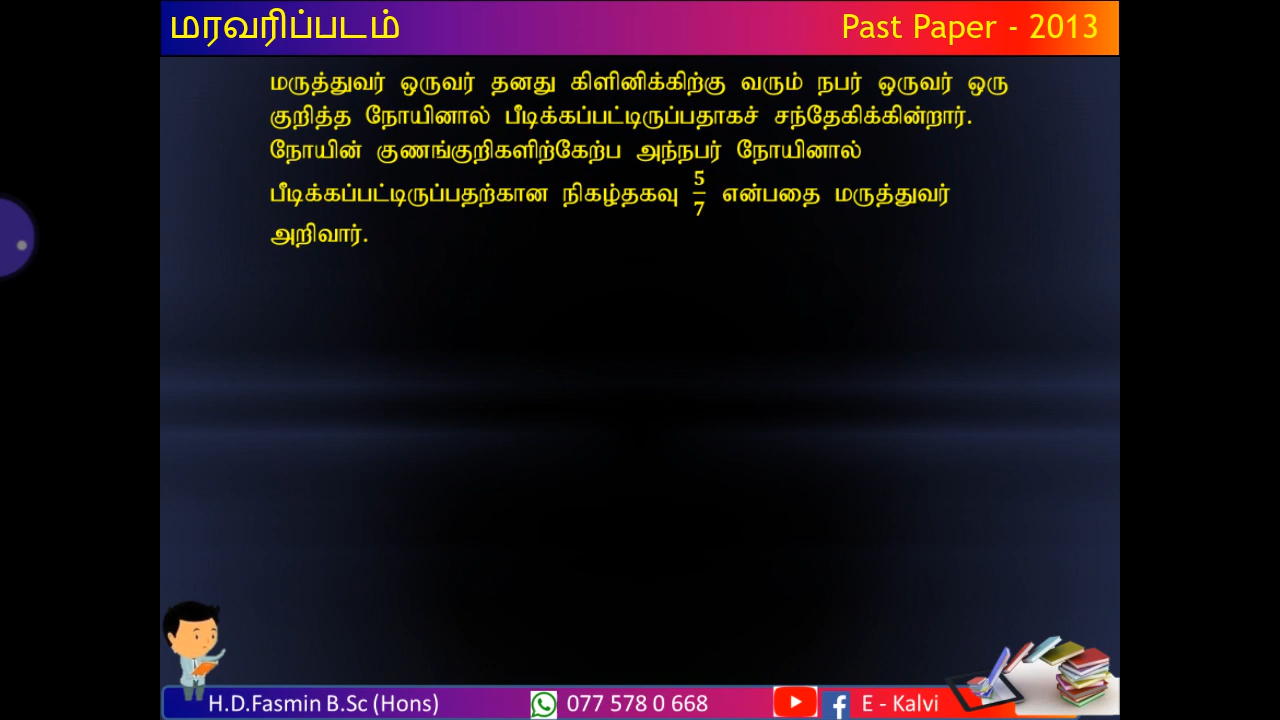 மரவரிப்படம்
Past Paper - 2013
மருத்துவர் ஒருவர் தனது கிளினிக்கிற்கு வரும் நபர் ஒருவர் ஒரு
குறித்த நோயினால் பீடிக்கப்பட்டிருப்பதாகச் சந்தேகிக்கின்றார்.
நோயின் குணங்குறிகளிற்கேற்ப அந்நபர் நோயினால்
பீடிக்கப்பட்டிருப்பதற்கான நிகழ்தகவு 5/7 என்பதை மருத்துவர்
அறிவார்.
H.D.Fasmin B.Sc (Hons) 077 578 0 668 E - Kalvi